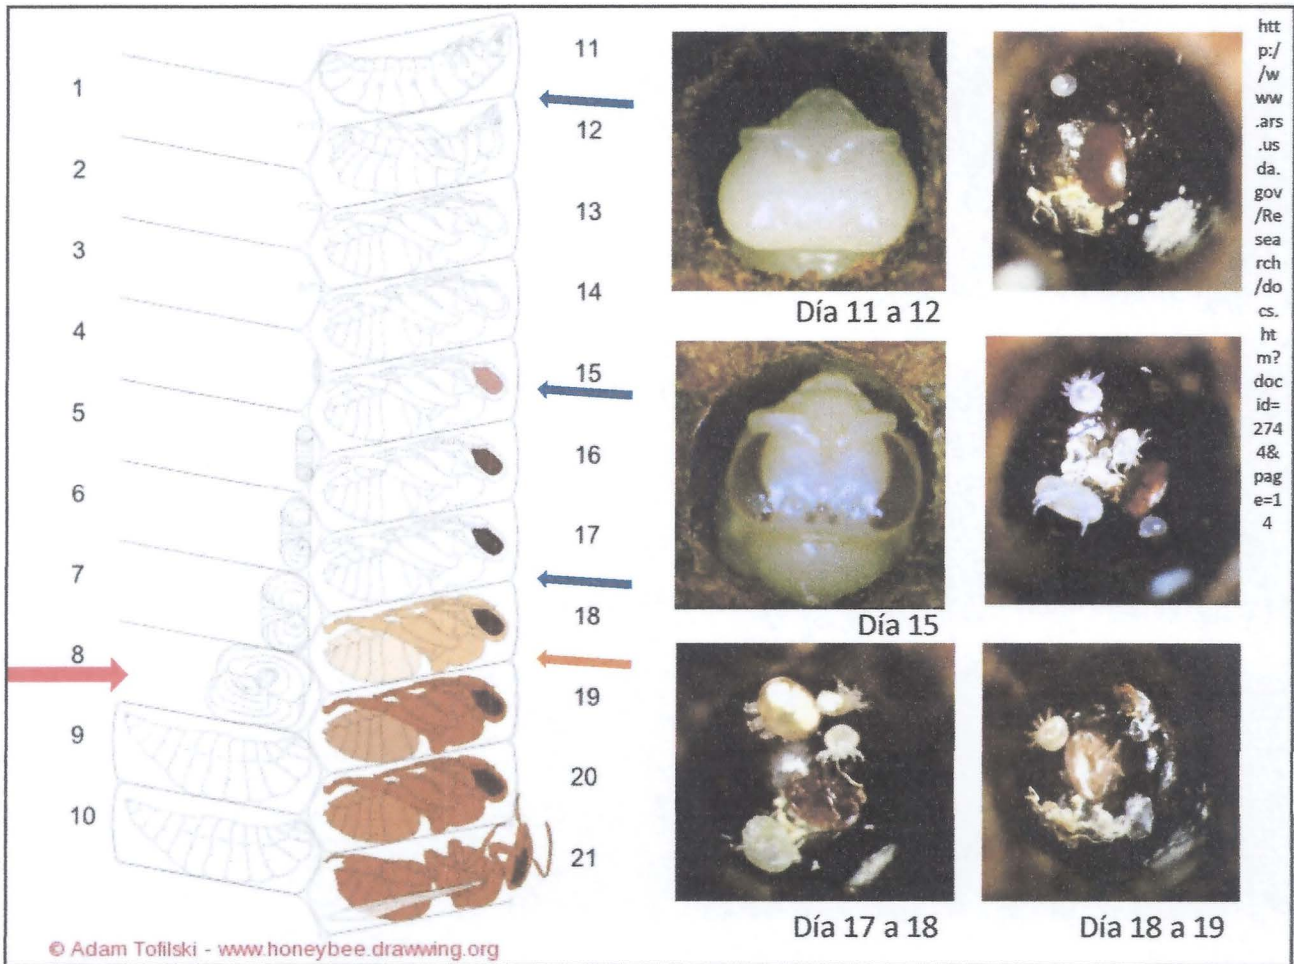 1
2
3
4
5
6
7
8
9
10
11
12
13
14
15
16
17
18
19
20
21
© Adam Tofilski - www.honeybee.drawwing.org
Día 11 a 12
Día 15
Día 17 a 18
Día 18 a 19
htt
p:/
/w
ww
.ars
.us
da.
gov
/Re
sea
rch
/do
cs.
ht
m?
doc
id=
274
4&
pag
e=1
4